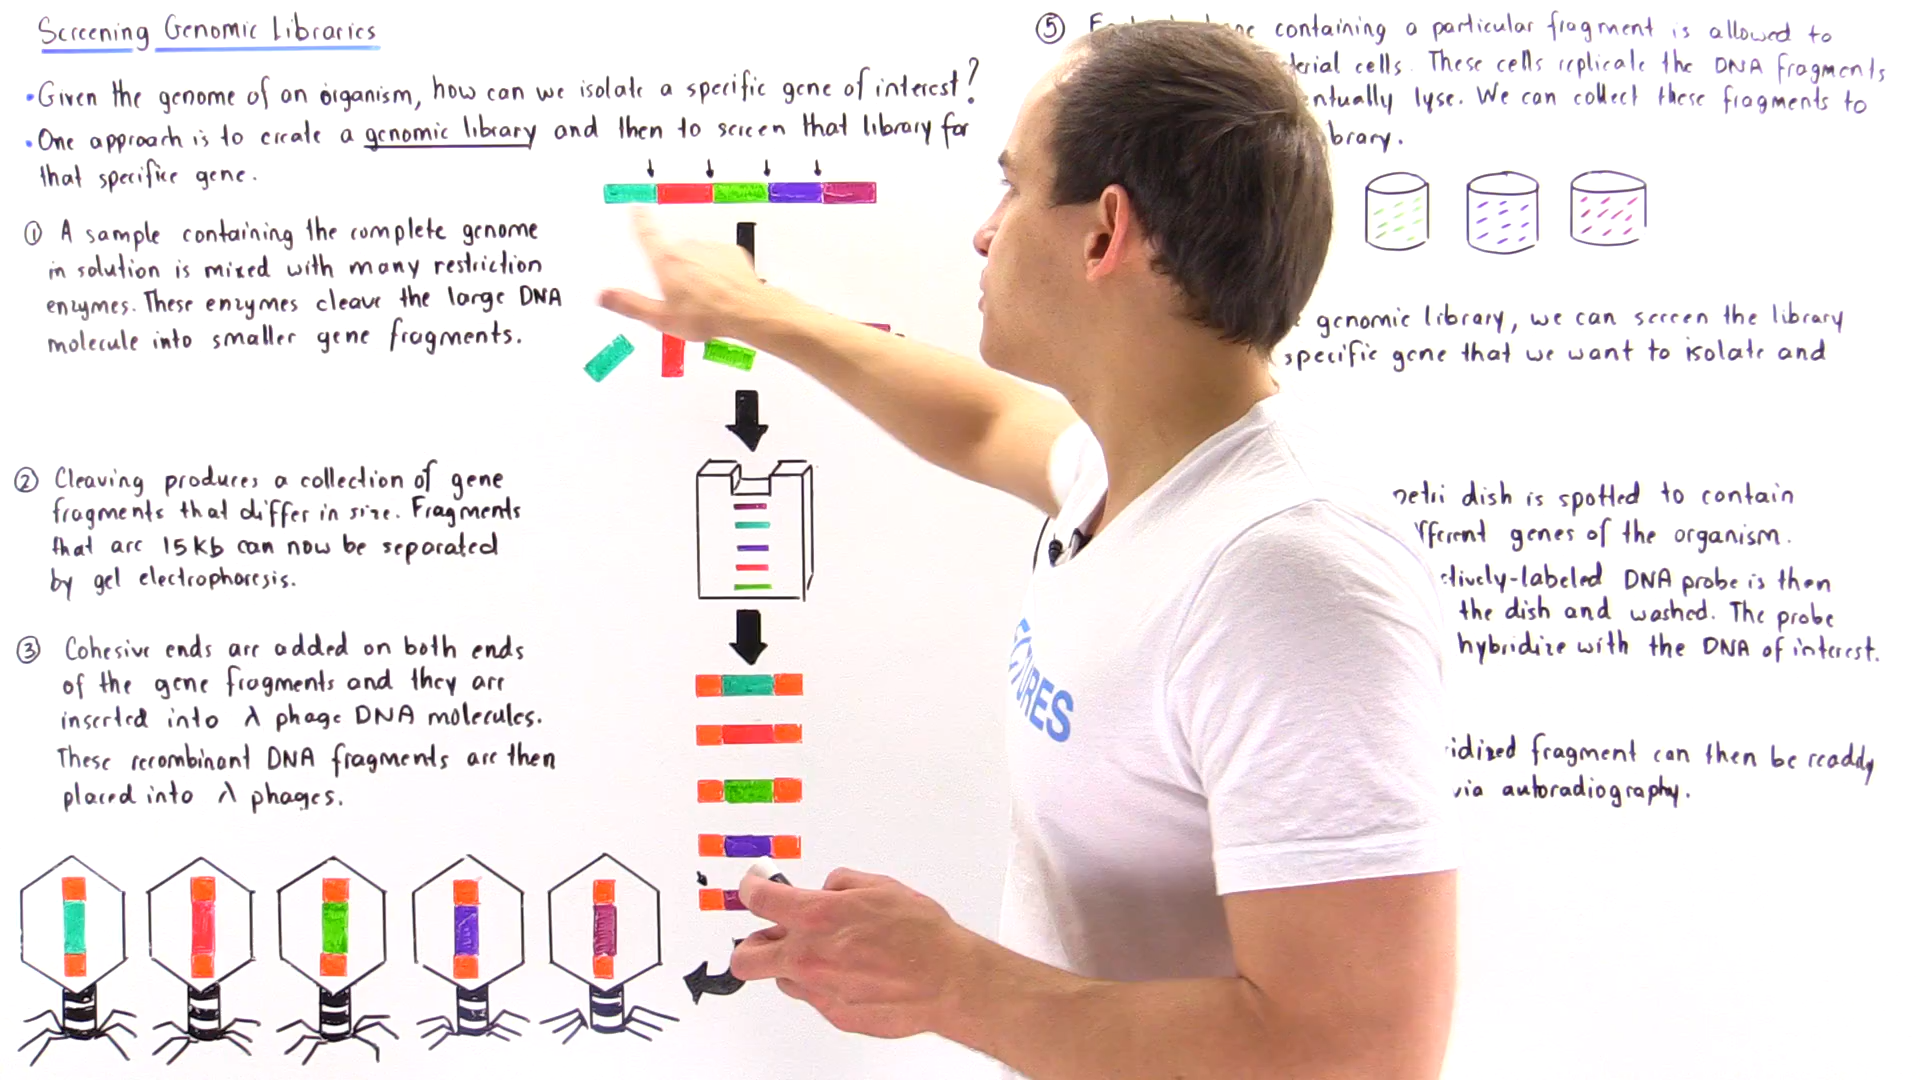 Screening Genomic Libraries
• Given the genome of an organism, how can we isolate a specific gene of interest?
• One approach is to create a genomic library and then to screen that library for
that specifice gene.
① A sample containing the complete genome
in solution is mixed with many restriction
enzymes. These enzymes cleave the large DNA
molecule into smaller gene fragments.
② Cleaving produces a collection of gene
fragments that differ in size. Fragments
that are 15kb can now be separated
by gel electrophoresis.
③ Cohesive ends are added on both ends
of the gene fragments and they are
inserted into λ phage DNA molecules.
These recombinant DNA fragments are then
placed into λ phages.
⑤ containing a particular fragment is allowed to
cells. These cells replicate the DNA fragments
lyse. We can collect these fragments to
genomic library, we can screen the library
specific gene that we want to isolate and
dish is spotted to contain
genes of the organism.
-labeled DNA probe is then
the dish and washed. The probe
hybridize with the DNA of interest.
fragment can then be readily
via autoradiography.
URES